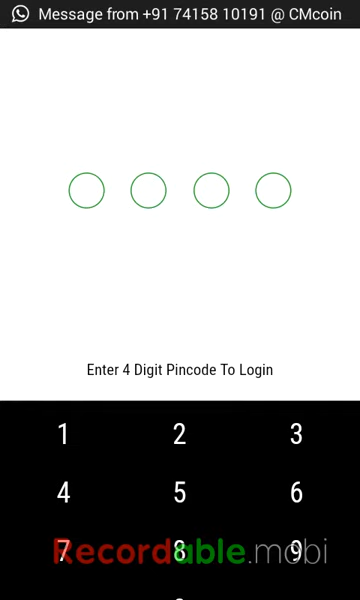 Message from +91 74158 10191 @ CMcoin
Enter 4 Digit Pincode To Login
1 2 3
4 5 6
7 8 9
Recordable.mobi